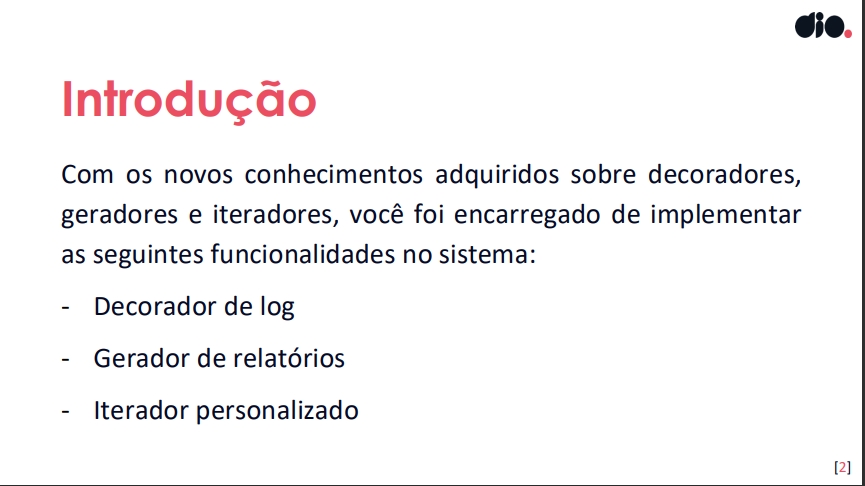 dio.
Introdução
Com os novos conhecimentos adquiridos sobre decoradores,
geradores e iteradores, você foi encarregado de implementar
as seguintes funcionalidades no sistema:
- Decorador de log
- Gerador de relatórios
- Iterador personalizado
[2]